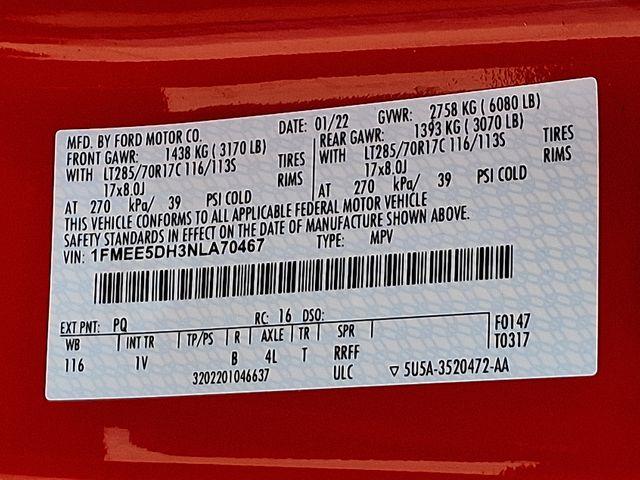 MFD. BY FORD MOTOR CO.
DATE: 01/22 GVWR: 2758 KG ( 6080 LB)
FRONT GAWR: 1438 KG ( 3170 LB)
WITH LT285/70R17C 116/113S TIRES
17x8.0J RIMS
AT 270 kPa/ 39 PSI COLD
REAR GAWR: 1393 KG ( 3070 LB)
WITH LT285/70R17C 116/113S TIRES
17x8.0J RIMS
AT 270 kPa/ 39 PSI COLD
THIS VEHICLE CONFORMS TO ALL APPLICABLE FEDERAL MOTOR VEHICLE
SAFETY STANDARDS IN EFFECT ON THE DATE OF MANUFACTURE SHOWN ABOVE.
VIN: 1FMEE5DH3NLA70467 TYPE: MPV
EXT PNT: PQ RC: 16 DSO:
WB INT TR TP/PS R AXLE TR SPR
116 1V B 4L T RRFF
3202201046637 ULC
F0147
T0317
▽ 5U5A-3520472-AA